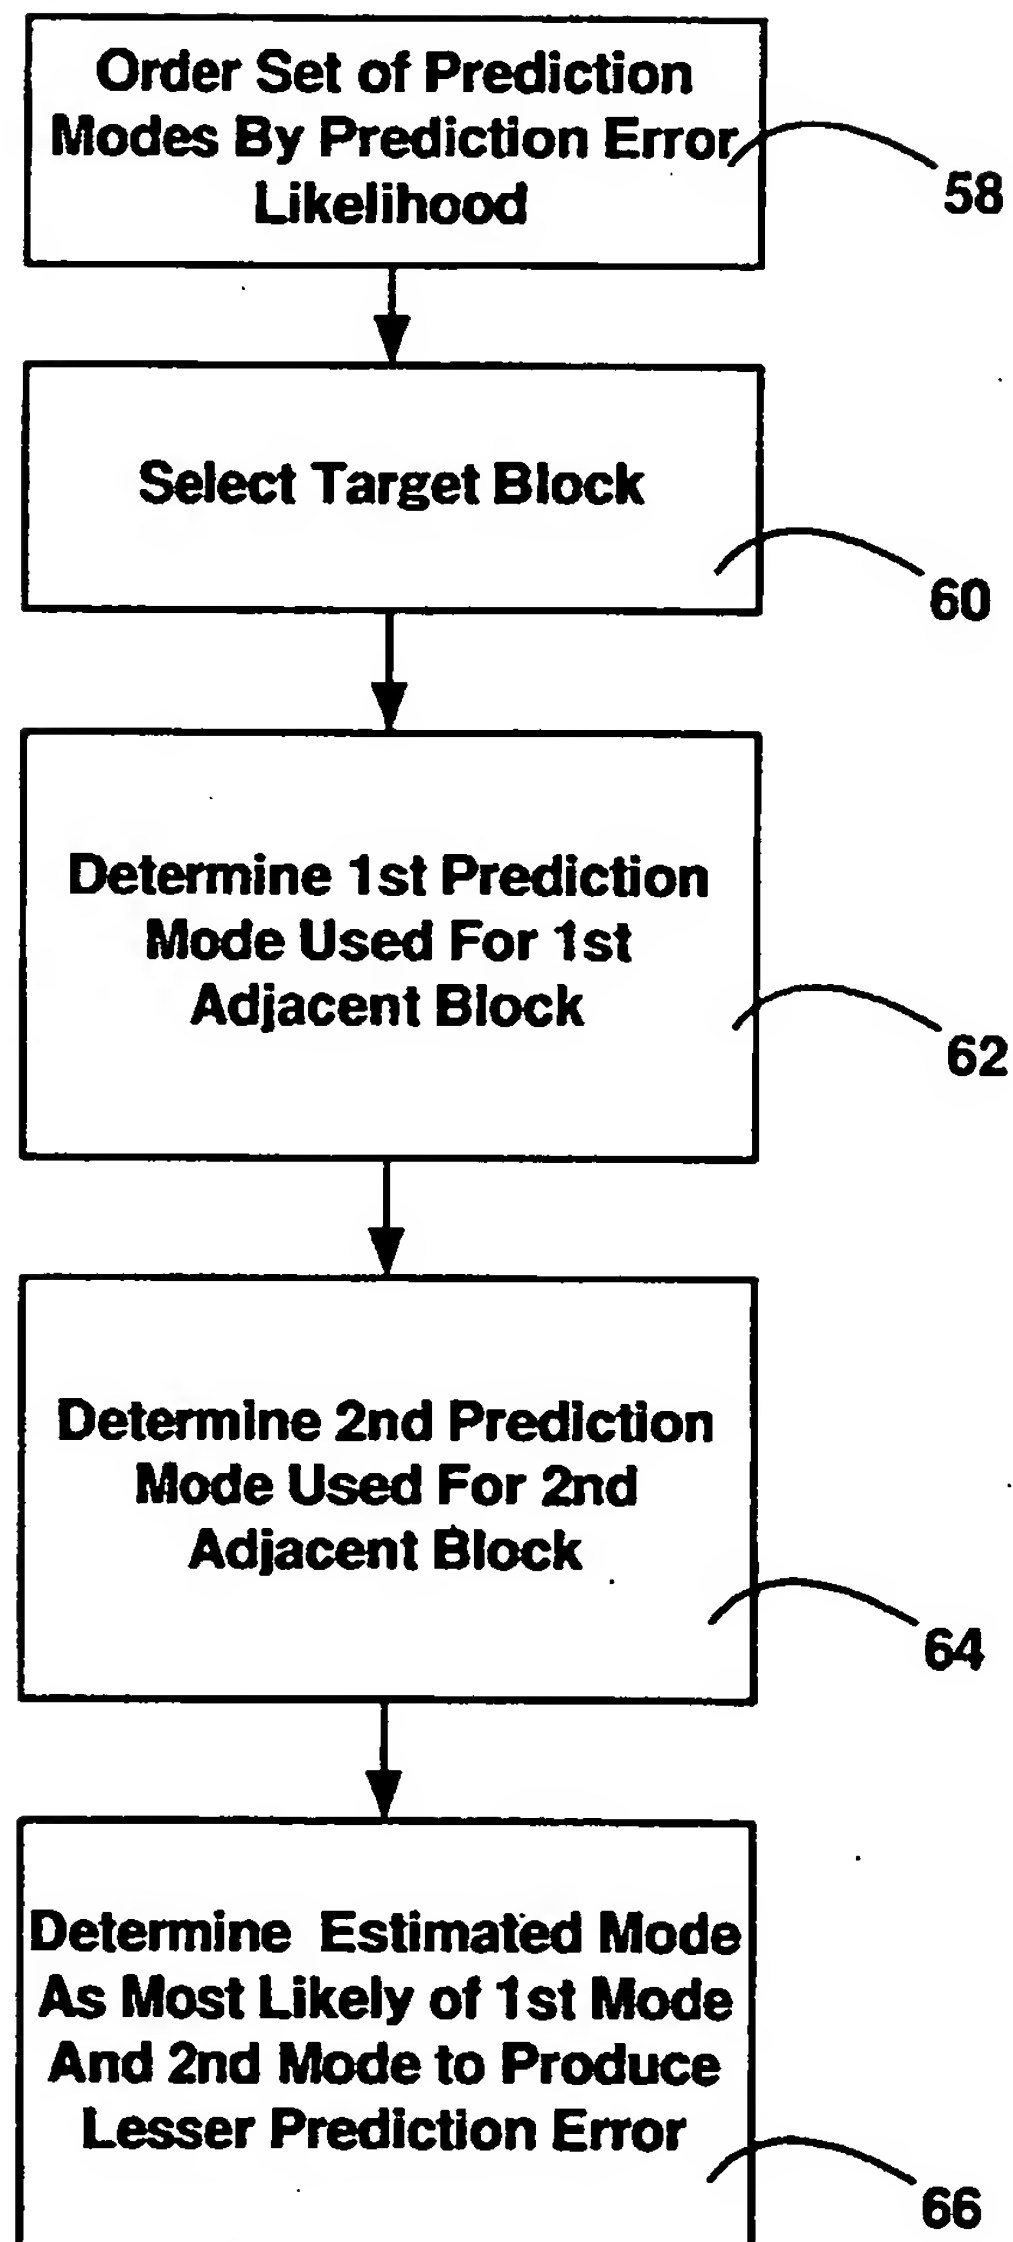 Order Set of Prediction
Modes By Prediction Error
Likelihood
58
Select Target Block
60
Determine 1st Prediction
Mode Used For 1st
Adjacent Block
62
Determine 2nd Prediction
Mode Used For 2nd
Adjacent Block
64
Determine Estimated Mode
As Most Likely of 1st Mode
And 2nd Mode to Produce
Lesser Prediction Error
66